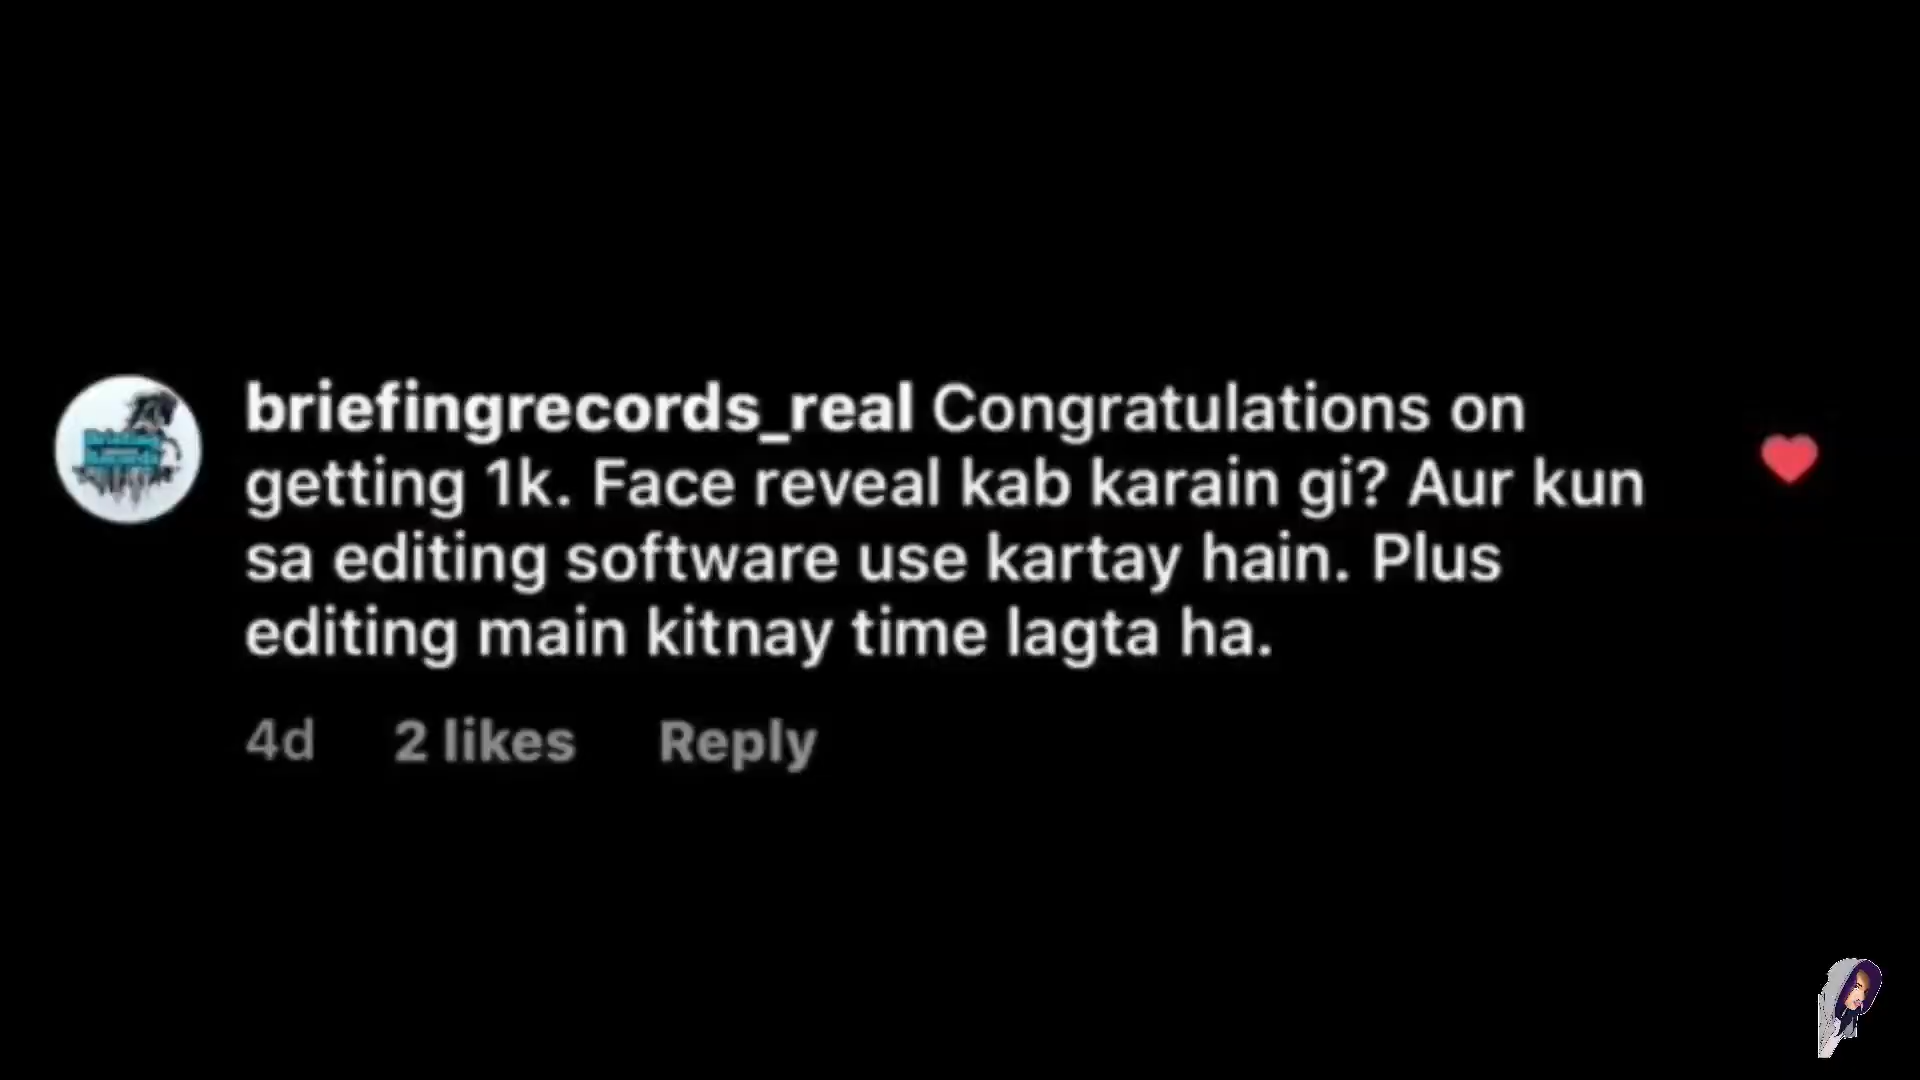 briefingrecords_real Congratulations on
getting 1k. Face reveal kab karain gi? Aur kun
sa editing software use kartay hain. Plus
editing main kitnay time lagta ha.
4d 2 likes Reply